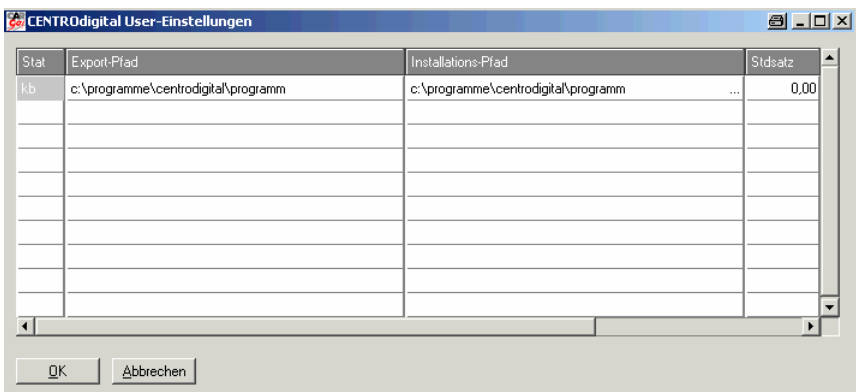 CENTROdigital User-Einstellungen
Stat Export-Pfad Installations-Pfad Stdsatz
kb c:\programme\centrodigital\programm c:\programme\centrodigital\programm ... 0,00
OK Abbrechen